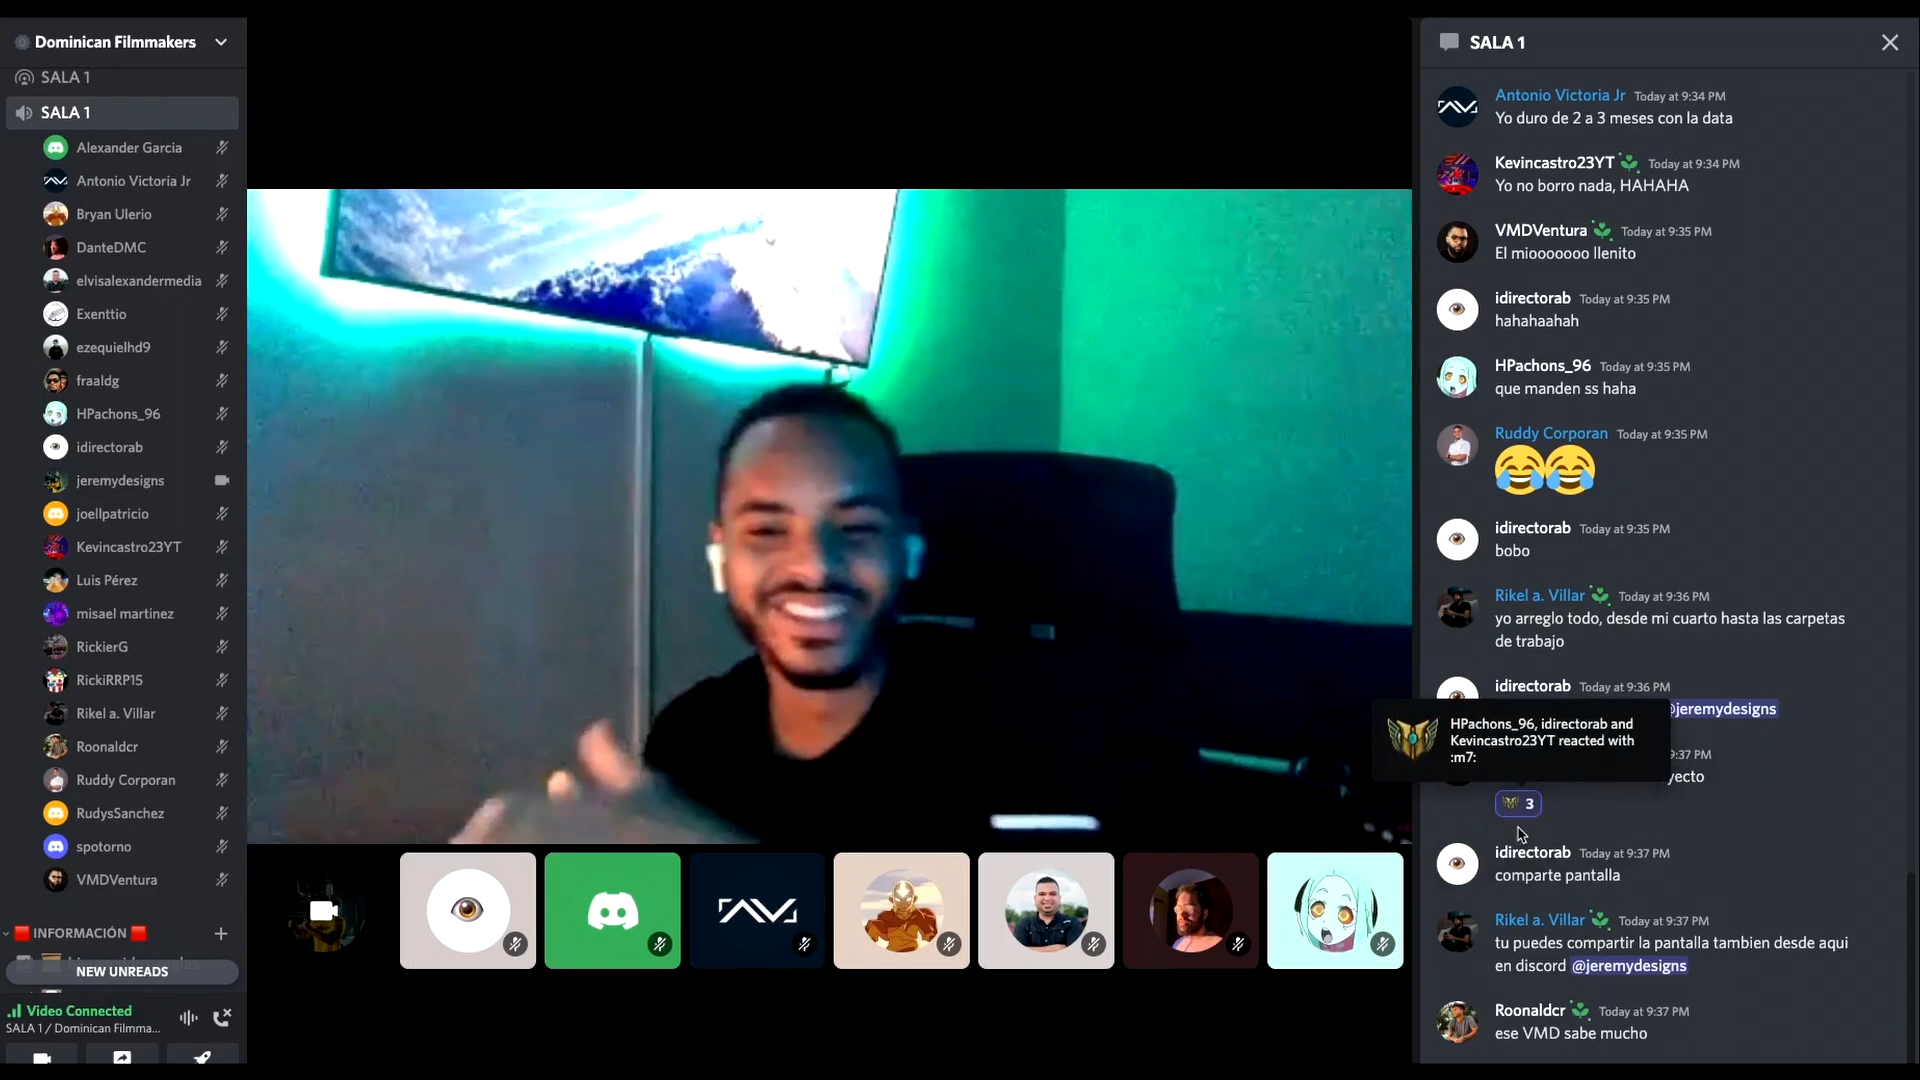 Dominican Filmmakers
SALA 1
SALA 1
Alexander Garcia
Antonio Victoria Jr
Bryan Ulerio
DanteDMC
elvisalexandermedia
Exenttio
ezequielhd9
fraaldg
HPachons_96
idirectorab
jeremydesigns
joellpatricio
Kevincastro23YT
Luis Pérez
misael martinez
RickierG
RickiRRP15
Rikel a. Villar
Roonaldcr
Ruddy Corporan
RudysSanchez
spotorno
VMDVentura
INFORMACIÓN
NEW UNREADS
Video Connected
SALA 1 / Dominican Filmma...
SALA 1
Antonio Victoria Jr Today at 9:34 PM
Yo duro de 2 a 3 meses con la data
Kevincastro23YT Today at 9:34 PM
Yo no borro nada, HAHAHA
VMDVentura Today at 9:35 PM
El miooooooo llenito
idirectorab Today at 9:35 PM
hahahaahah
HPachons_96 Today at 9:35 PM
que manden ss haha
Ruddy Corporan Today at 9:35 PM
idirectorab Today at 9:35 PM
bobo
Rikel a. Villar Today at 9:36 PM
yo arreglo todo, desde mi cuarto hasta las carpetas
de trabajo
idirectorab Today at 9:36 PM
@jeremydesigns
HPachons_96, idirectorab and
Kevincastro23YT reacted with
:m7:
9:37 PM
yecto
3
idirectorab Today at 9:37 PM
comparte pantalla
Rikel a. Villar Today at 9:37 PM
tu puedes compartir la pantalla tambien desde aqui
en discord @jeremydesigns
Roonaldcr Today at 9:37 PM
ese VMD sabe mucho